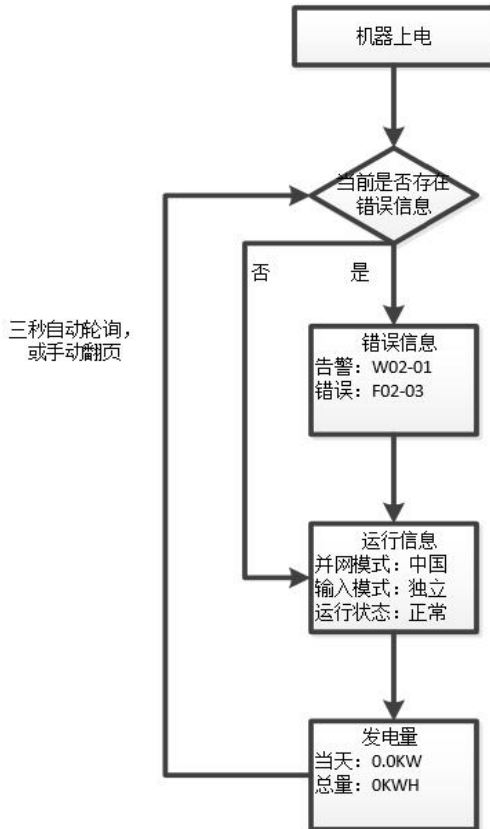 机器上电
当前是否存在
错误信息
否
是
三秒自动轮询，
或手动翻页
错误信息
告警：W02-01
错误：F02-03
运行信息
并网模式：中国
输入模式：独立
运行状态：正常
发电量
当天：0.0KW
总量：0KWH